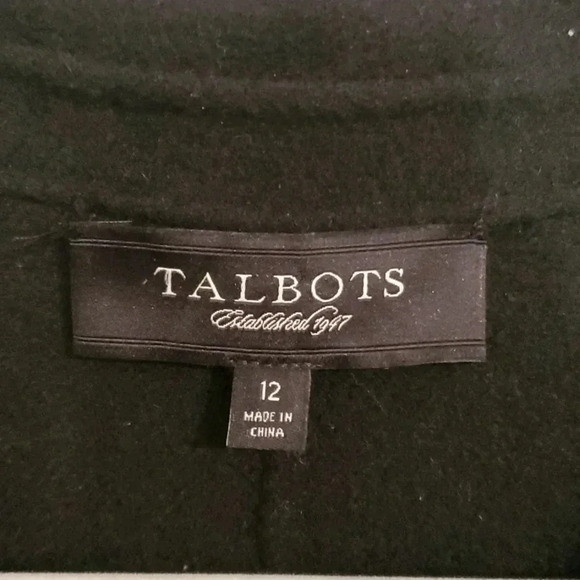 TALBOTS
Established 1947
12
MADE IN
CHINA